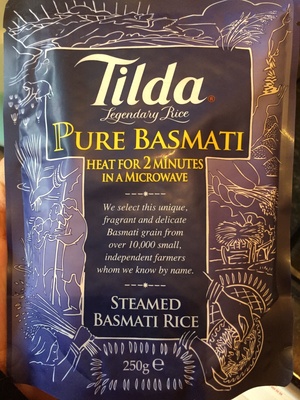 Tilda®
Legendary Rice
PURE BASMATI
HEAT FOR 2 MINUTES
IN A MICROWAVE
We select this unique,
fragrant and delicate
Basmati grain from
over 10,000 small,
independent farmers
whom we know by name.
STEAMED
BASMATI RICE
250g ℮